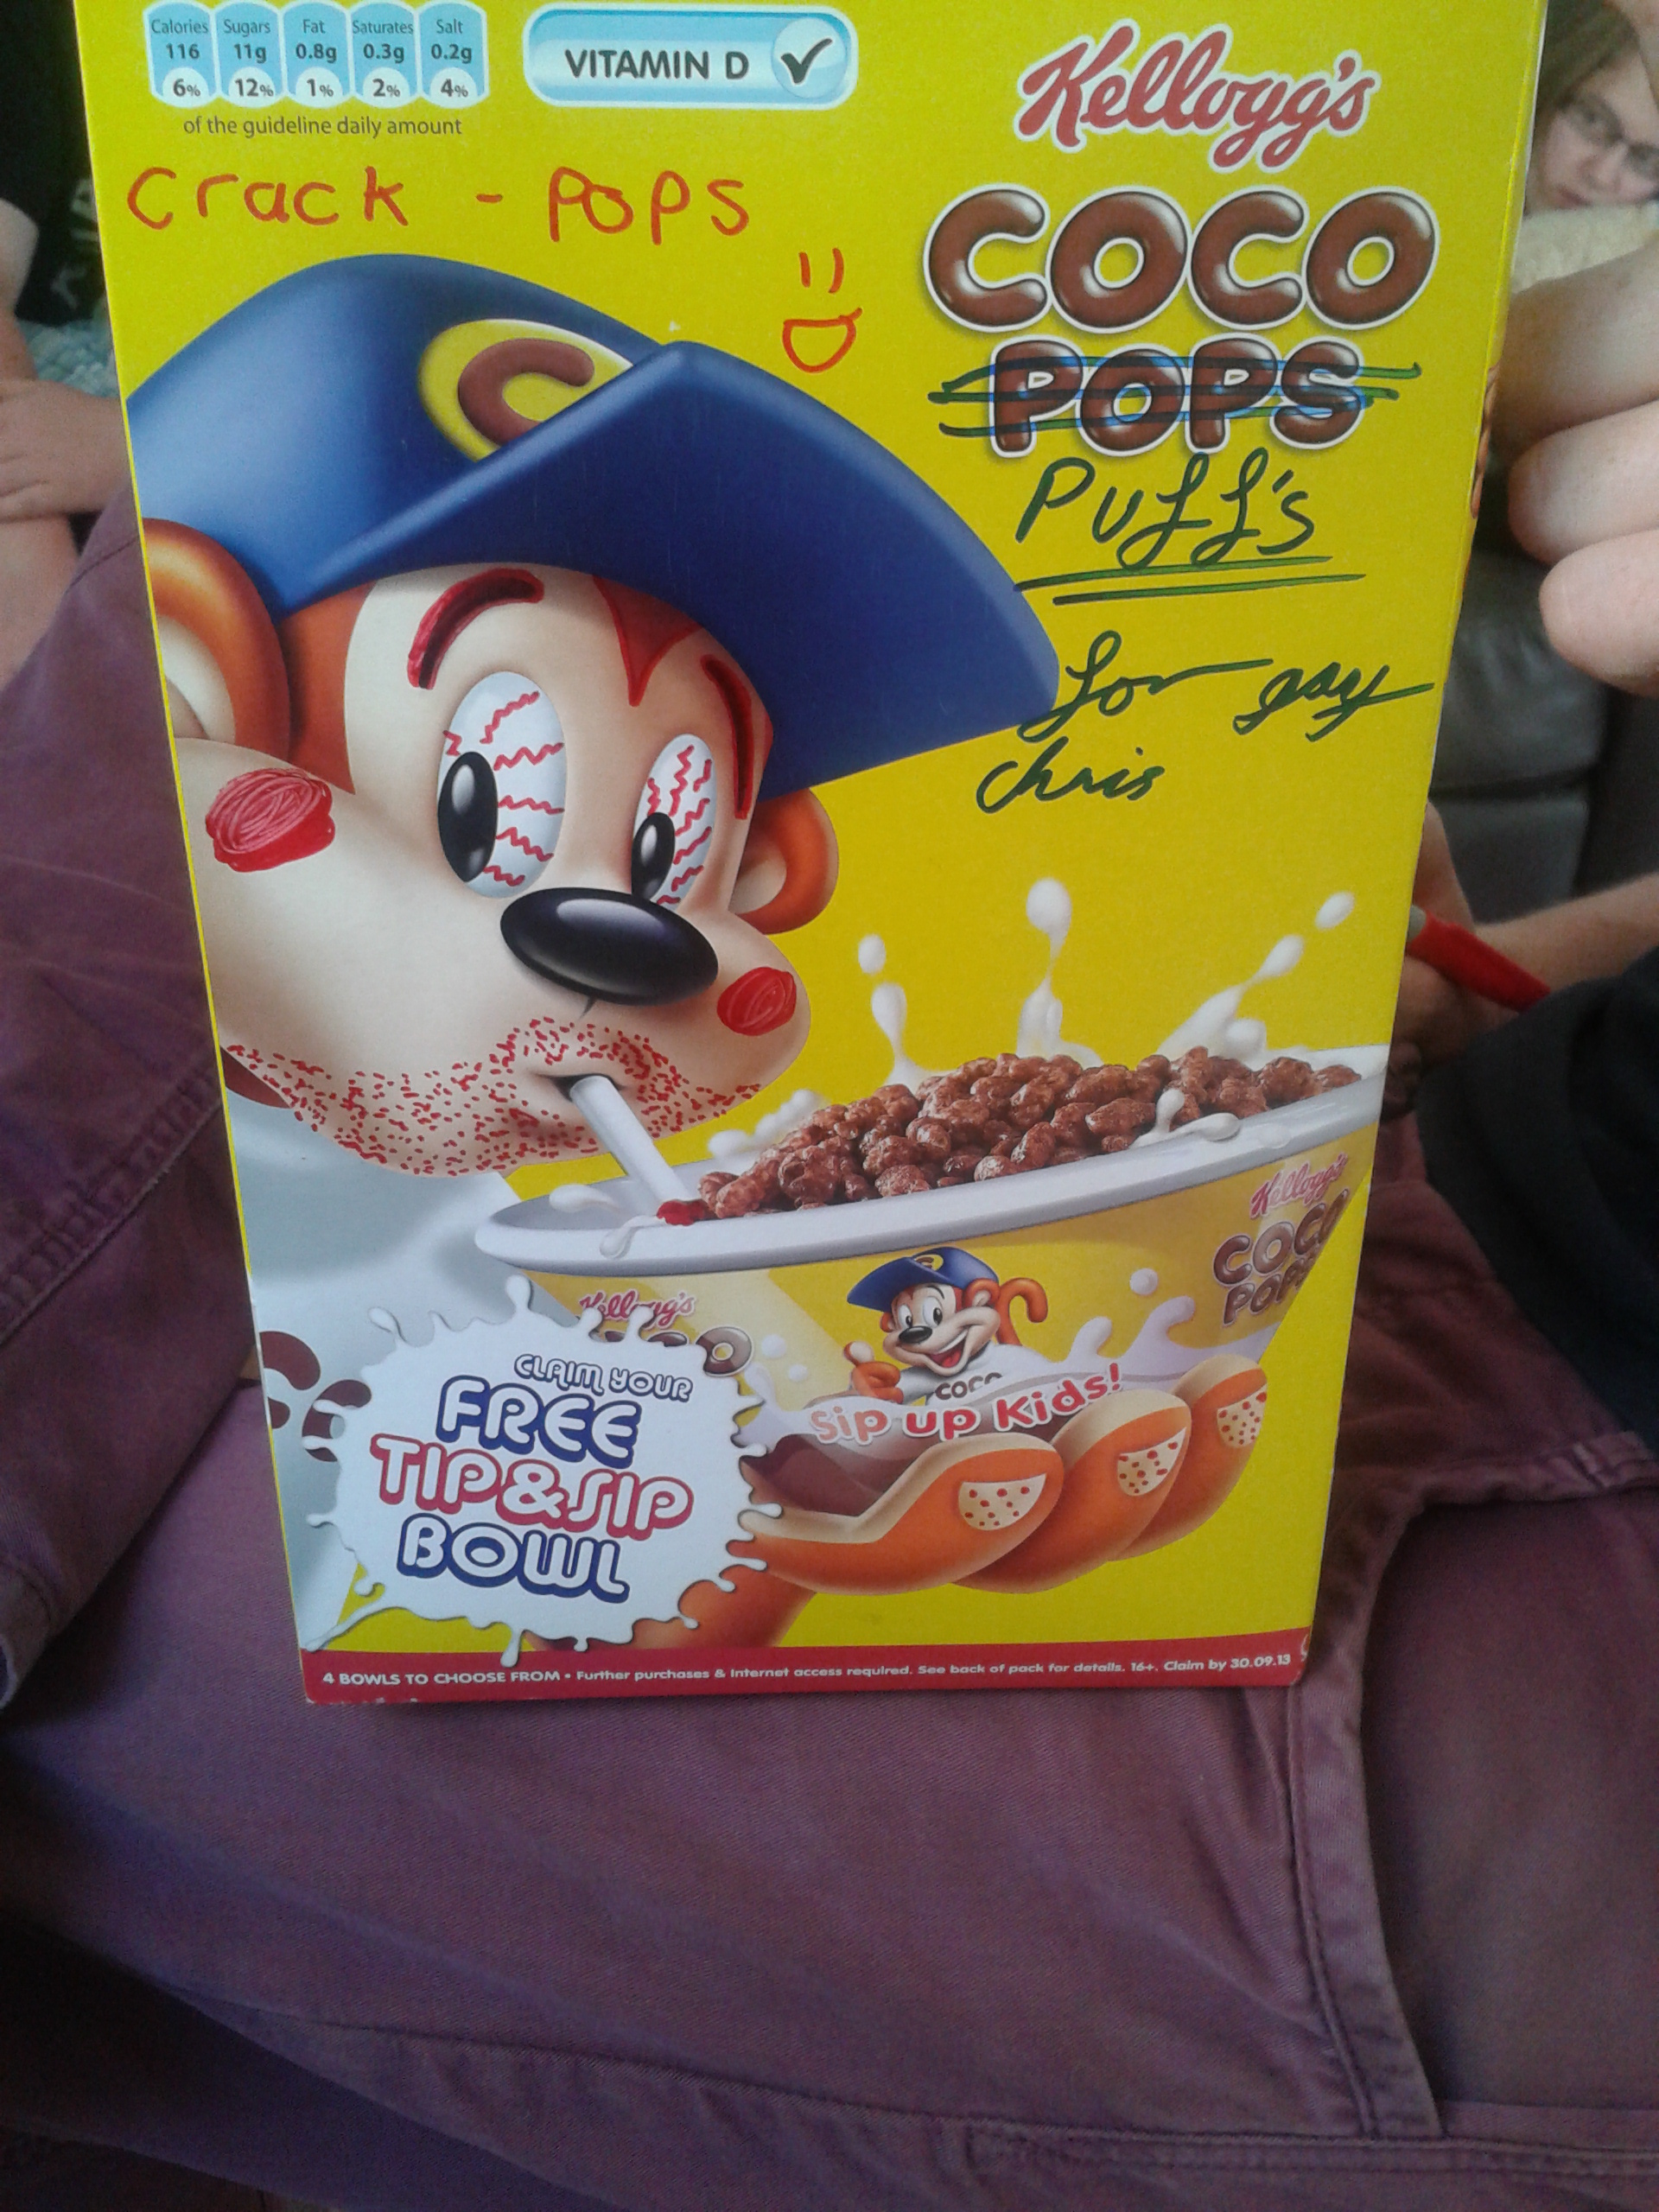 Calories Sugars Fat Saturates Salt
116 11g 0.8g 0.3g 0.2g
6% 12% 1% 2% 4%
of the guideline daily amount
VITAMIN D
Kellogg's
COCO
POPS
Crack - Pops
Puff's
for gay
chris
C
Kellogg's
COCO
POPS
Kellogg's
COCO
Sip up Kids!
CLAIM YOUR
FREE
TIP&SIP
BOWL
4 BOWLS TO CHOOSE FROM • Further purchases & Internet access required. See back of pack for details. 16+. Claim by 30.09.13